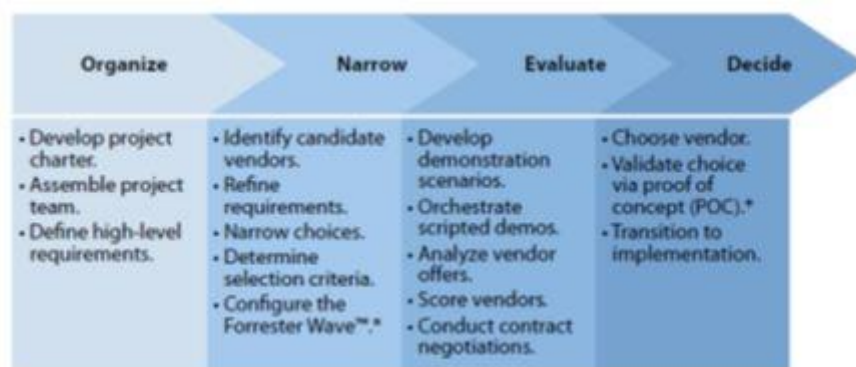 Organize
Narrow
Evaluate
Decide
• Develop project
charter.
• Assemble project
team.
• Define high-level
requirements.
• Identify candidate
vendors.
• Refine
requirements.
• Narrow choices.
• Determine
selection criteria.
• Configure the
Forrester Wave™.*
• Develop
demonstration
scenarios.
• Orchestrate
scripted demos.
• Analyze vendor
offers.
• Score vendors.
• Conduct contract
negotiations.
• Choose vendor.
• Validate choice
via proof of
concept (POC).*
• Transition to
implementation.